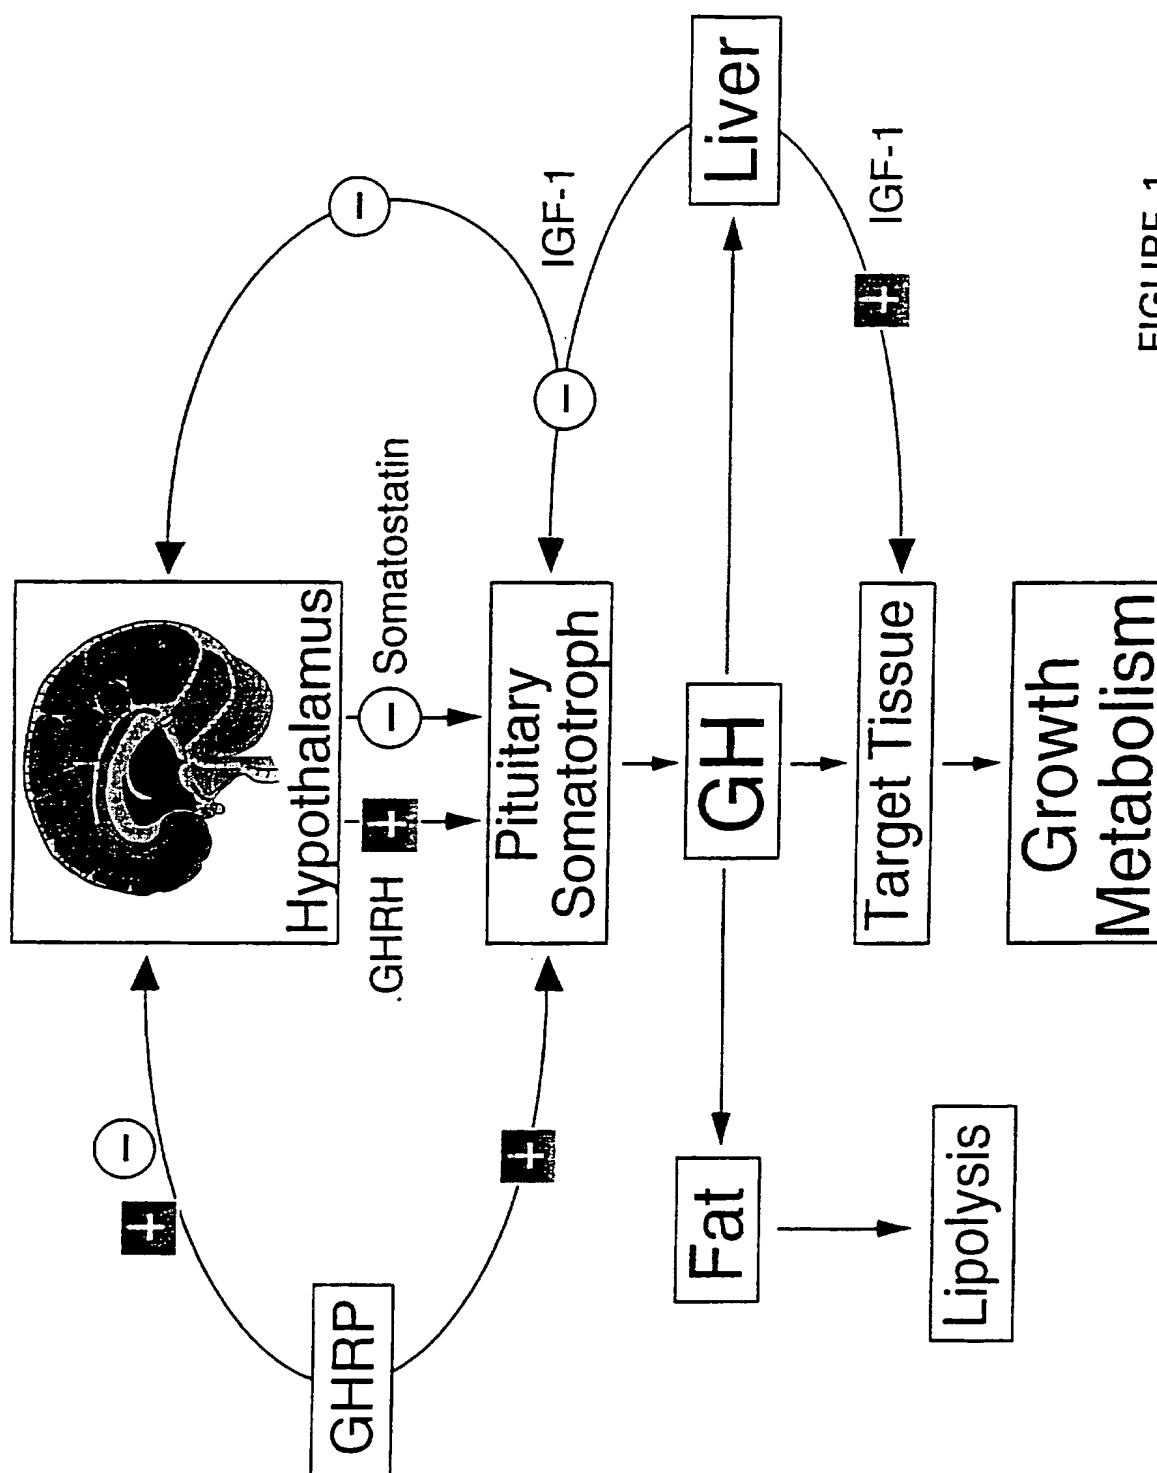 Hypothalamus
.GHRH
+
−
Somatostatin
−
+
−
GHRP
+
Pituitary
Somatotroph
−
IGF-1
GH
Liver
Fat
+
IGF-1
Target Tissue
Lipolysis
Growth
Metabolism
FIGURE 1